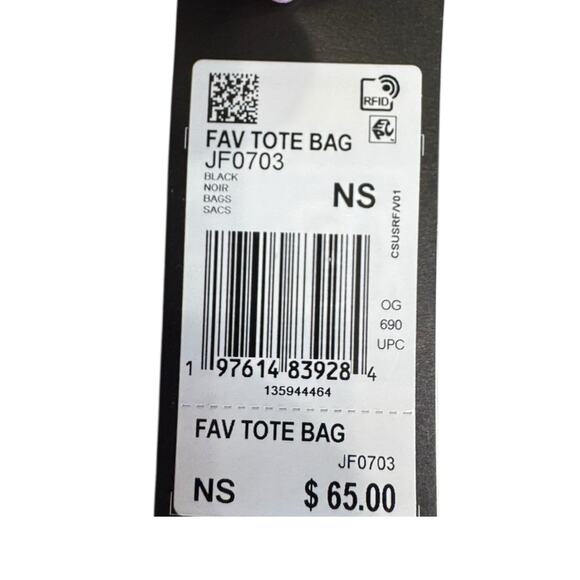 RFID
FAV TOTE BAG
JF0703
BLACK
NOIR
BAGS
SACS
NS
CSUSRF/V01
OG
690
UPC
1 97614 83928 4
135944464
FAV TOTE BAG
JF0703
NS $ 65.00